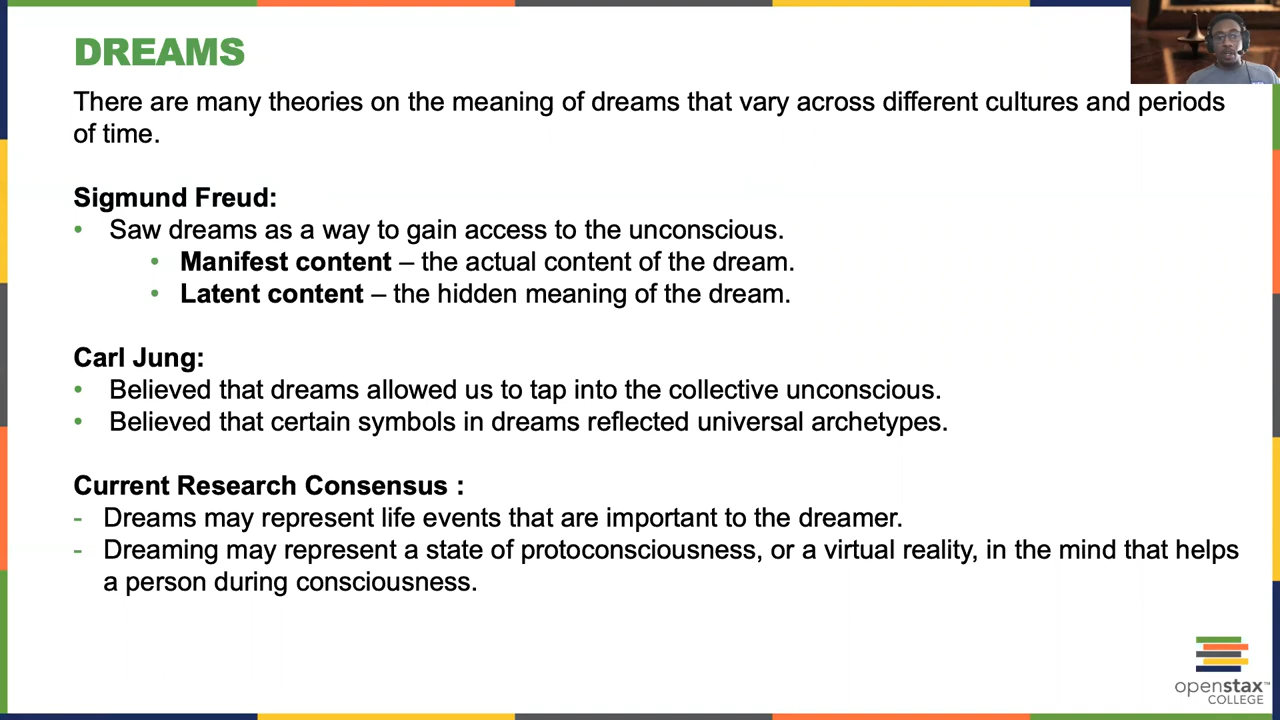 DREAMS
There are many theories on the meaning of dreams that vary across different cultures and periods
of time.
Sigmund Freud:
• Saw dreams as a way to gain access to the unconscious.
• Manifest content – the actual content of the dream.
• Latent content – the hidden meaning of the dream.
Carl Jung:
• Believed that dreams allowed us to tap into the collective unconscious.
• Believed that certain symbols in dreams reflected universal archetypes.
Current Research Consensus :
- Dreams may represent life events that are important to the dreamer.
- Dreaming may represent a state of protoconsciousness, or a virtual reality, in the mind that helps
a person during consciousness.
openstax™
COLLEGE